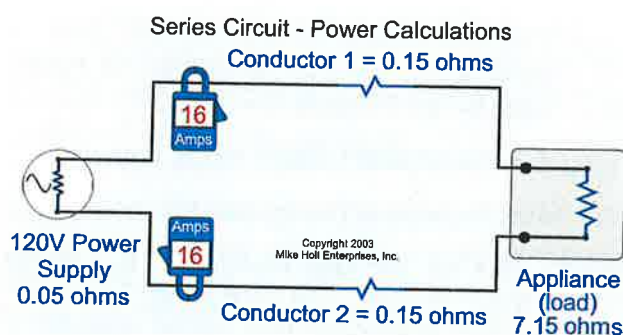 Series Circuit - Power Calculations
Conductor 1 = 0.15 ohms
16
Amps
120V Power
Supply
0.05 ohms
Amps
16
Copyright 2003
Mike Holt Enterprises, Inc.
Conductor 2 = 0.15 ohms
Appliance
(load)
7.15 ohms